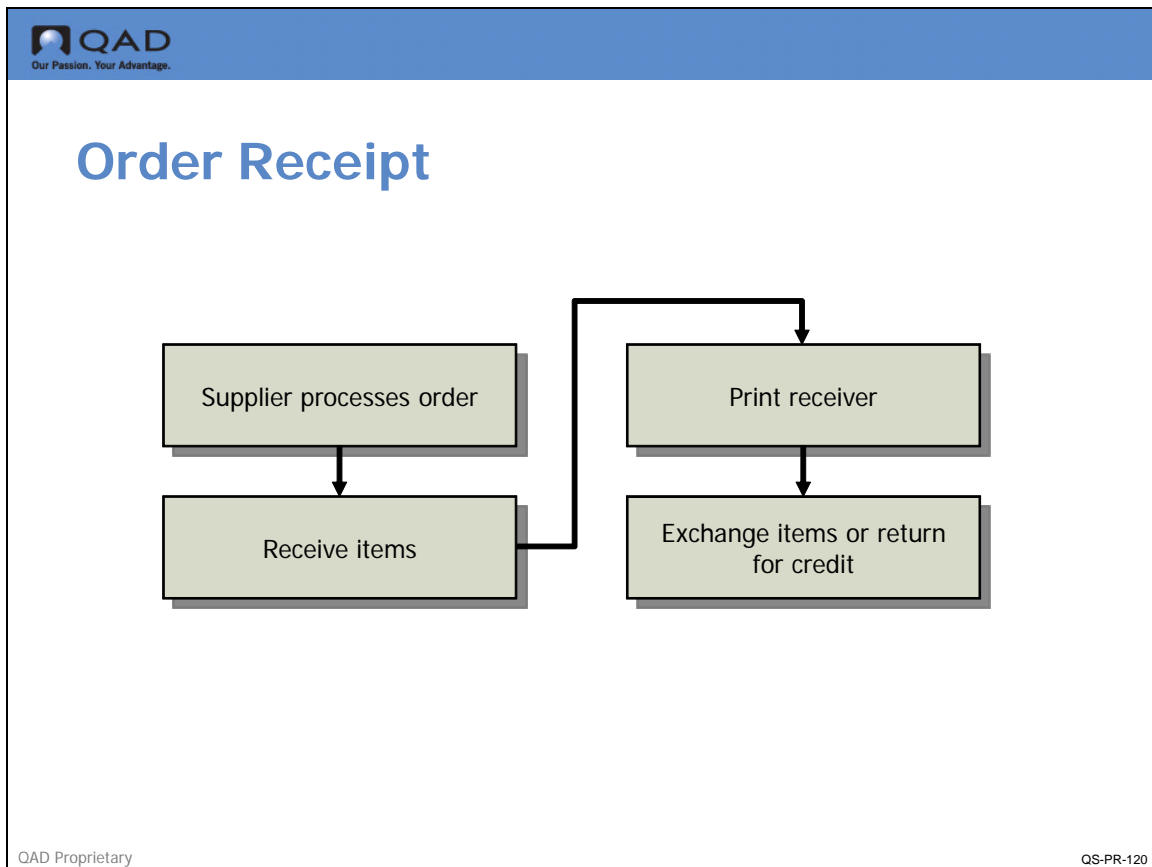 QAD
Our Passion. Your Advantage.
Order Receipt
Supplier processes order
Receive items
Print receiver
Exchange items or return
for credit
QAD Proprietary
QS-PR-120